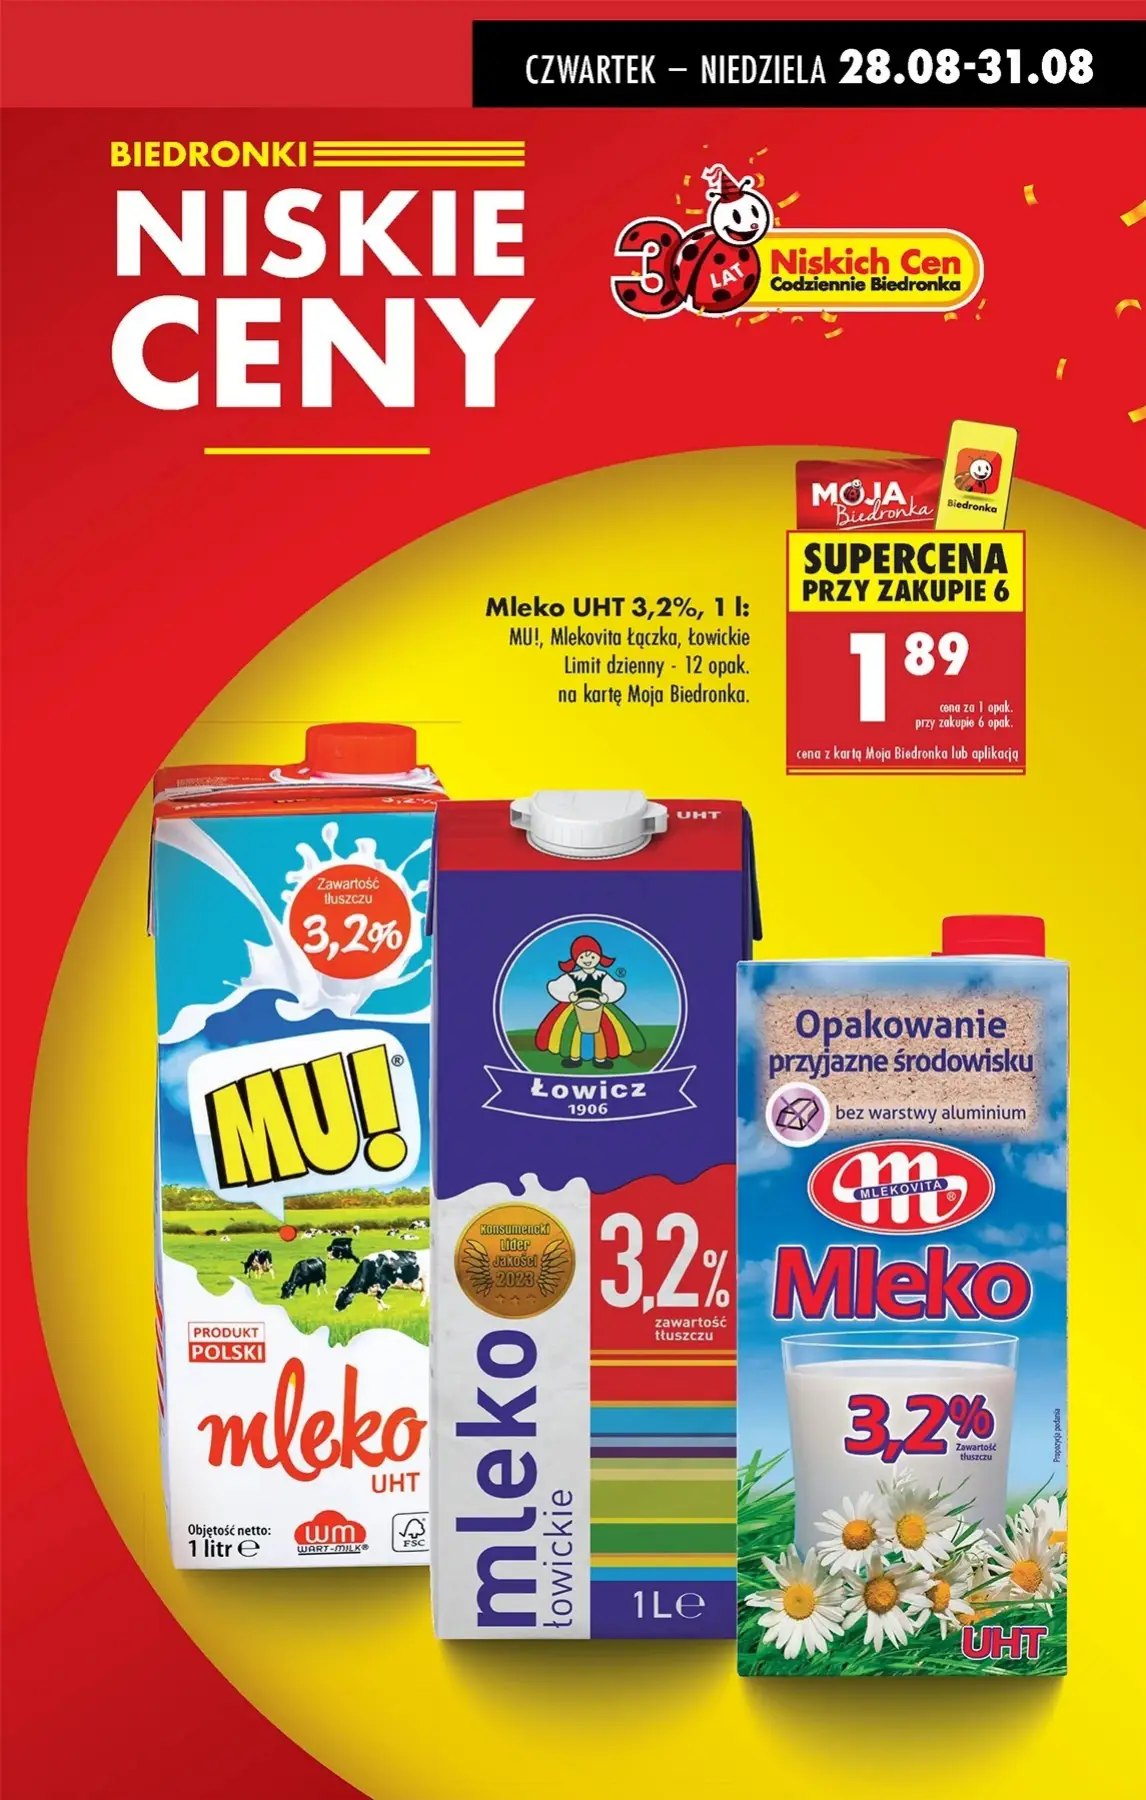 CZWARTEK – NIEDZIELA 28.08-31.08
BIEDRONKI
NISKIE
CENY
30 LAT
Niskich Cen
Codziennie Biedronka
MOJA
Biedronka
Biedronka
SUPERCENA
PRZY ZAKUPIE 6
1 89
cena za 1 opak.
przy zakupie 6 opak.
cena z kartą Moja Biedronka lub aplikacją
Mleko UHT 3,2%, 1 l:
MU!, Mlekovita Łączka, Łowickie
Limit dzienny - 12 opak.
na kartę Moja Biedronka.
Zawartość
tłuszczu
3,2%
MU!®
PRODUKT
POLSKI
mleko
UHT
Objętość netto:
1 litr e
wm
WART-MILK®
FSC
UHT
®
Łowicz
1906
Konsumencki
Lider
Jakości
2023
3,2%
zawartość
tłuszczu
mleko
łowickie
1L e
Opakowanie
przyjazne środowisku
bez warstwy aluminium
m
MLEKOVITA
®
Mleko
3,2%
Zawartość
tłuszczu
Propozycja podania
UHT